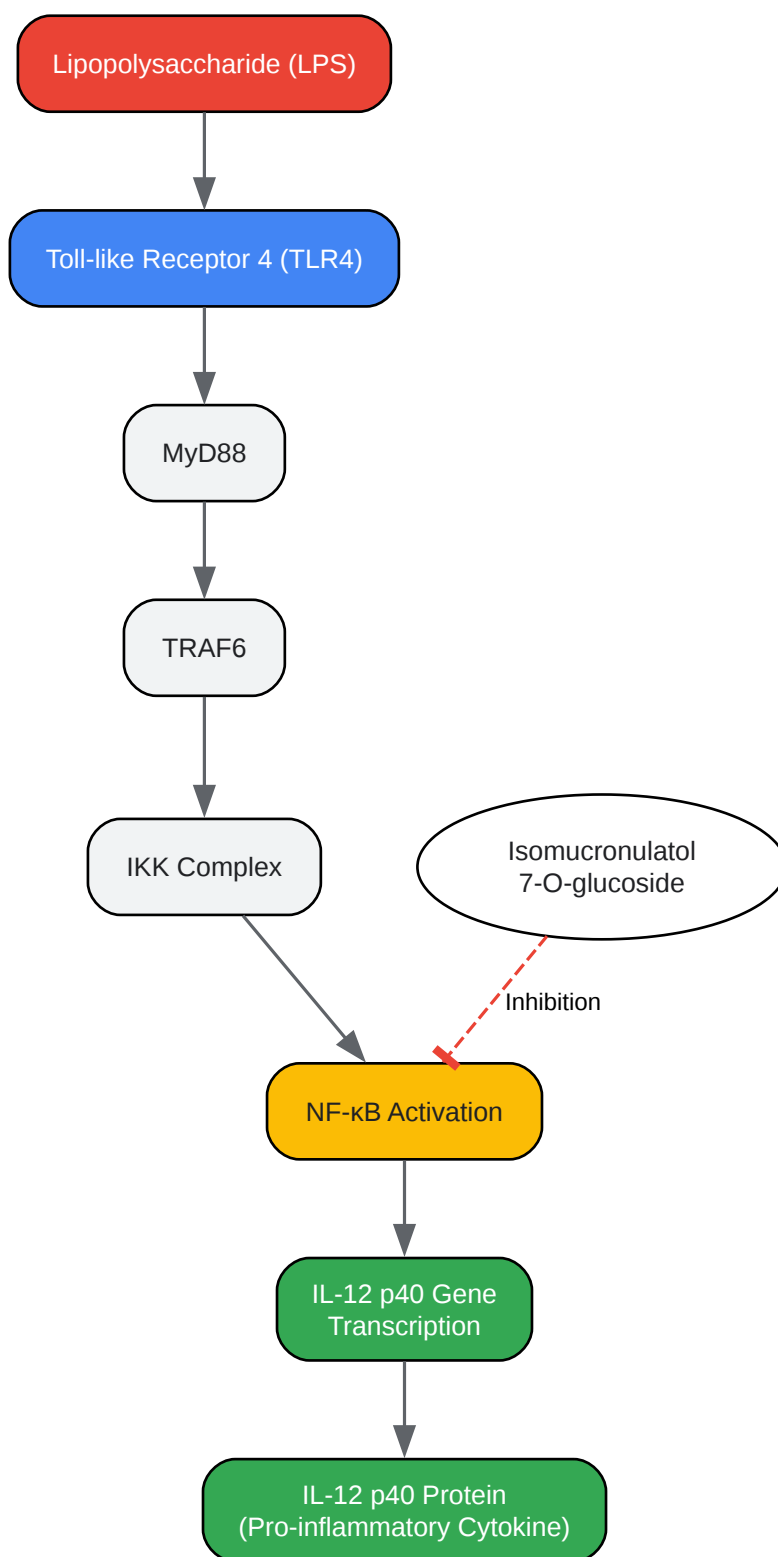 Lipopolysaccharide (LPS)
Toll-like Receptor 4 (TLR4)
MyD88
TRAF6
IKK Complex
Isomucronulatol
7-O-glucoside
Inhibition
NF-κB Activation
IL-12 p40 Gene
Transcription
IL-12 p40 Protein
(Pro-inflammatory Cytokine)